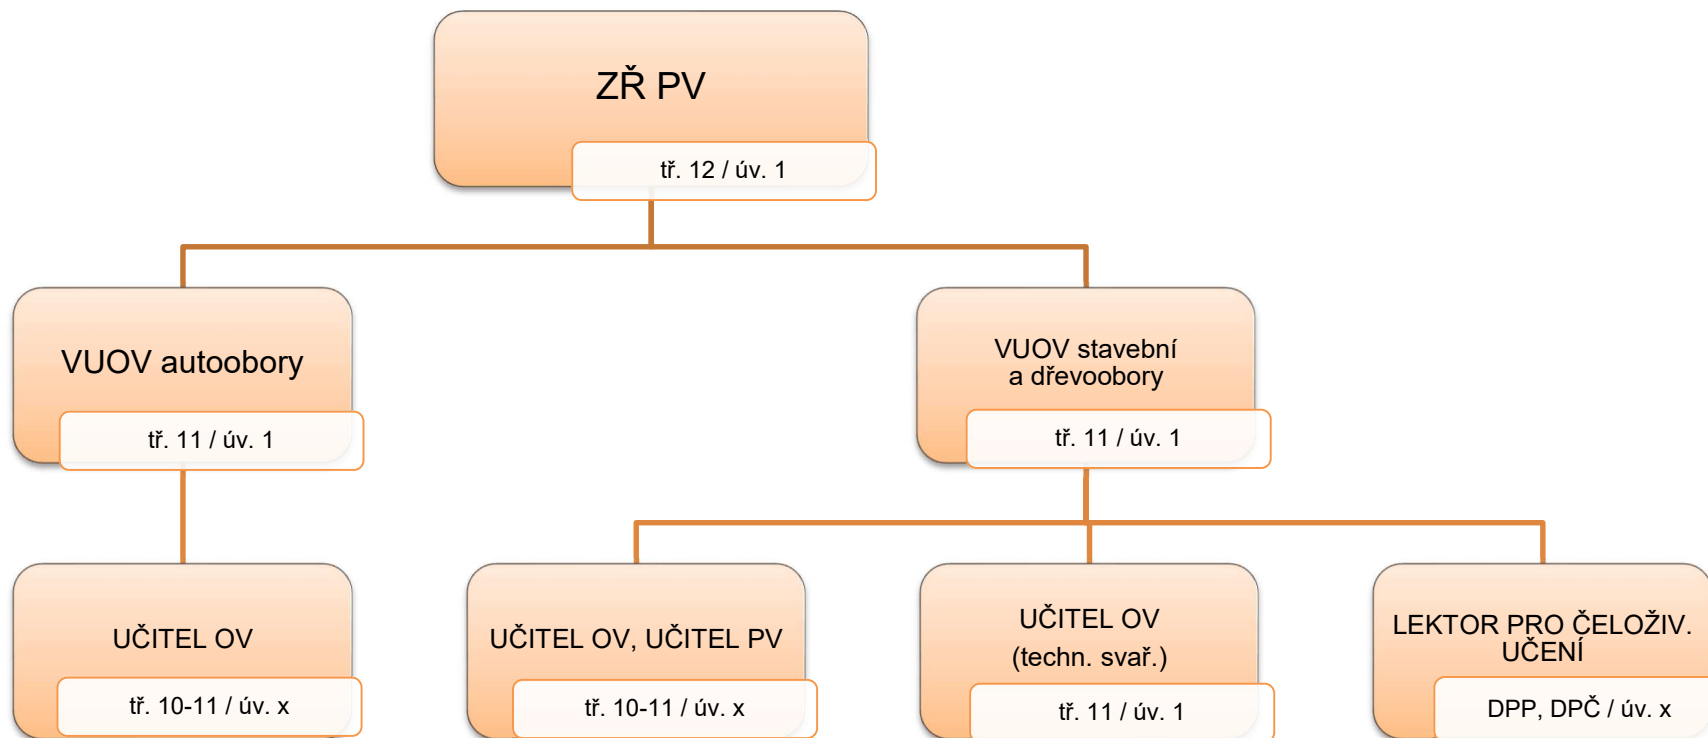 ZŘ PV
tř. 12 / úv. 1
VUOV autoobory
tř. 11 / úv. 1
VUOV stavební
a dřevoobory
tř. 11 / úv. 1
UČITEL OV
tř. 10-11 / úv. x
UČITEL OV, UČITEL PV
tř. 10-11 / úv. x
UČITEL OV
(techn. svař.)
tř. 11 / úv. 1
LEKTOR PRO ČELOŽIV.
UČENÍ
DPP, DPČ / úv. x